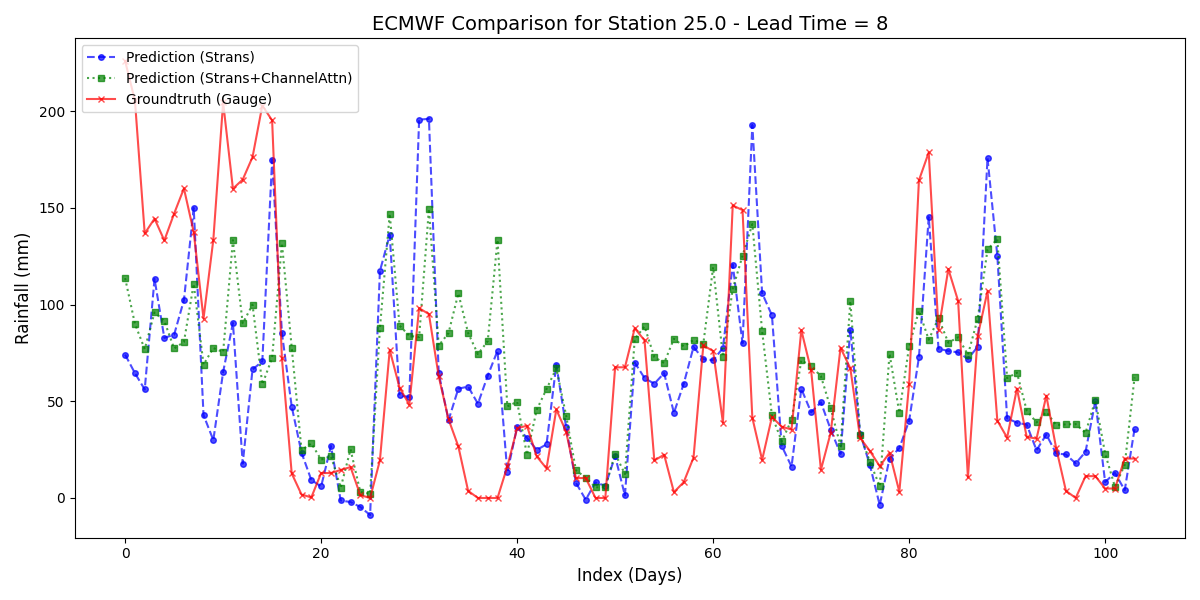 ECMWF Comparison for Station 25.0 - Lead Time = 8
Prediction (Strans)
Prediction (Strans+ChannelAttn)
Groundtruth (Gauge)
Rainfall (mm)
200
150
100
50
0
0 20 40 60 80 100
Index (Days)